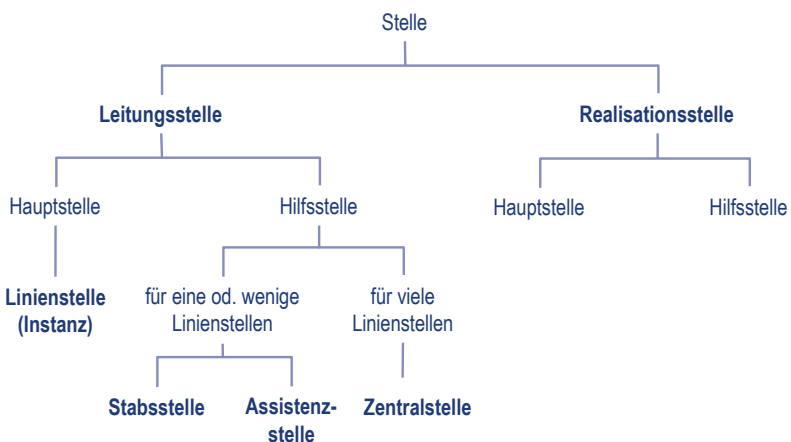 Stelle
Leitungsstelle
Realisationsstelle
Hauptstelle
Hilfsstelle
Hauptstelle
Hilfsstelle
Linienstelle
(Instanz)
für eine od. wenige
Linienstellen
für viele
Linienstellen
Stabsstelle
Assistenz-
stelle
Zentralstelle